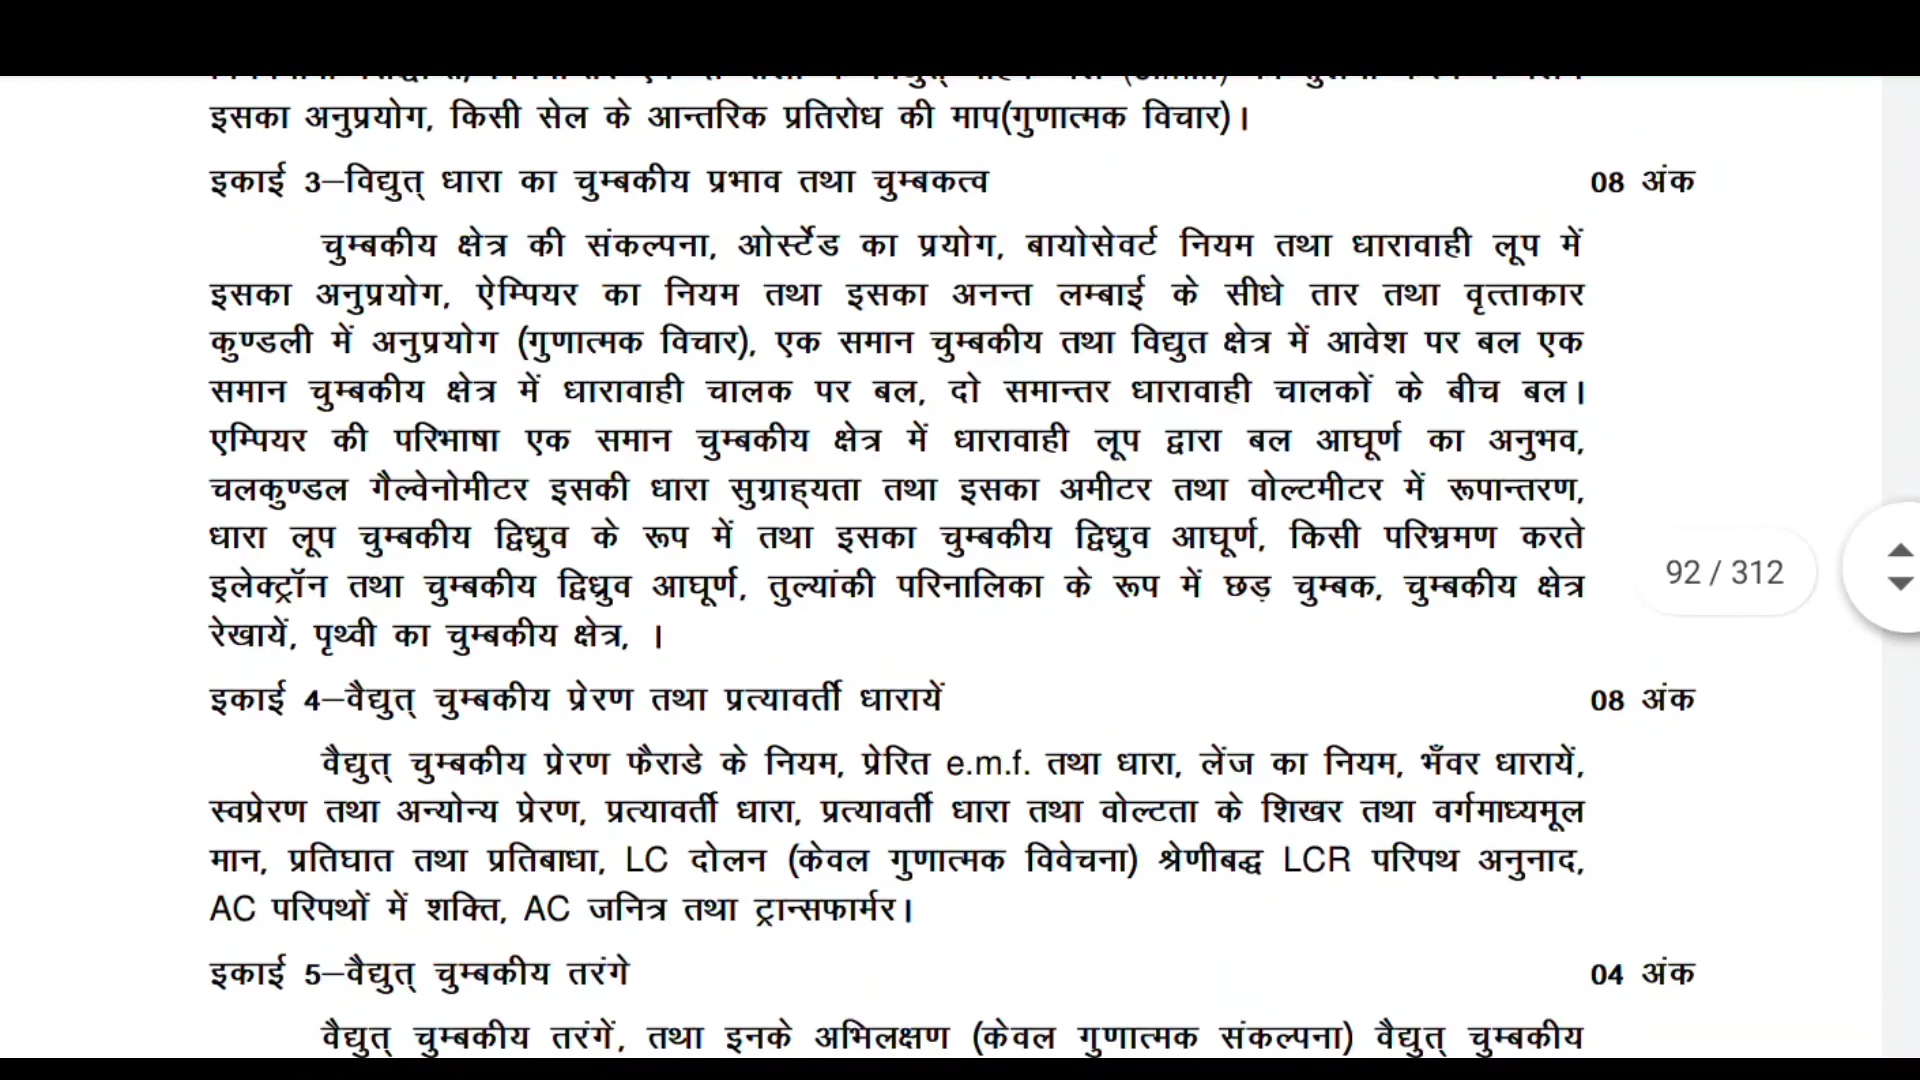 इसका अनुप्रयोग, किसी सेल के आन्तरिक प्रतिरोध की माप(गुणात्मक विचार)।
इकाई 3–विद्युत् धारा का चुम्बकीय प्रभाव तथा चुम्बकत्व 08 अंक
चुम्बकीय क्षेत्र की संकल्पना, ओर्स्टेड का प्रयोग, बायोसेवर्ट नियम तथा धारावाही लूप में
इसका अनुप्रयोग, ऐम्पियर का नियम तथा इसका अनन्त लम्बाई के सीधे तार तथा वृत्ताकार
कुण्डली में अनुप्रयोग (गुणात्मक विचार), एक समान चुम्बकीय तथा विद्युत क्षेत्र में आवेश पर बल एक
समान चुम्बकीय क्षेत्र में धारावाही चालक पर बल, दो समान्तर धारावाही चालकों के बीच बल।
एम्पियर की परिभाषा एक समान चुम्बकीय क्षेत्र में धारावाही लूप द्वारा बल आघूर्ण का अनुभव,
चलकुण्डल गैल्वेनोमीटर इसकी धारा सुग्राह्यता तथा इसका अमीटर तथा वोल्टमीटर में रूपान्तरण,
धारा लूप चुम्बकीय द्विध्रुव के रूप में तथा इसका चुम्बकीय द्विध्रुव आघूर्ण, किसी परिभ्रमण करते
इलेक्ट्रॉन तथा चुम्बकीय द्विध्रुव आघूर्ण, तुल्यांकी परिनालिका के रूप में छड़ चुम्बक, चुम्बकीय क्षेत्र
92 / 312
रेखायें, पृथ्वी का चुम्बकीय क्षेत्र, ।
इकाई 4–वैद्युत् चुम्बकीय प्रेरण तथा प्रत्यावर्ती धारायें 08 अंक
वैद्युत् चुम्बकीय प्रेरण फैराडे के नियम, प्रेरित e.m.f. तथा धारा, लेंज का नियम, भँवर धारायें,
स्वप्रेरण तथा अन्योन्य प्रेरण, प्रत्यावर्ती धारा, प्रत्यावर्ती धारा तथा वोल्टता के शिखर तथा वर्गमाध्यमूल
मान, प्रतिघात तथा प्रतिबाधा, LC दोलन (केवल गुणात्मक विवेचना) श्रेणीबद्ध LCR परिपथ अनुनाद,
AC परिपथों में शक्ति, AC जनित्र तथा ट्रान्सफार्मर।
इकाई 5–वैद्युत् चुम्बकीय तरंगे 04 अंक
वैद्युत् चुम्बकीय तरंगें, तथा इनके अभिलक्षण (केवल गुणात्मक संकल्पना) वैद्युत् चुम्बकीय